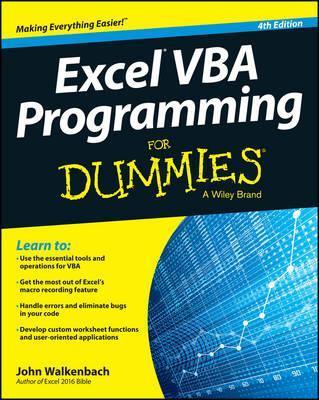 Making Everything Easier!™
4th Edition
Excel® VBA
Programming
FOR
DUMMIES®
A Wiley Brand
Learn to:
• Use the essential tools and
operations for VBA
• Get the most out of Excel's
macro recording feature
• Handle errors and eliminate bugs
in your code
• Develop custom worksheet functions
and user-oriented applications
John Walkenbach
Author of Excel 2016 Bible